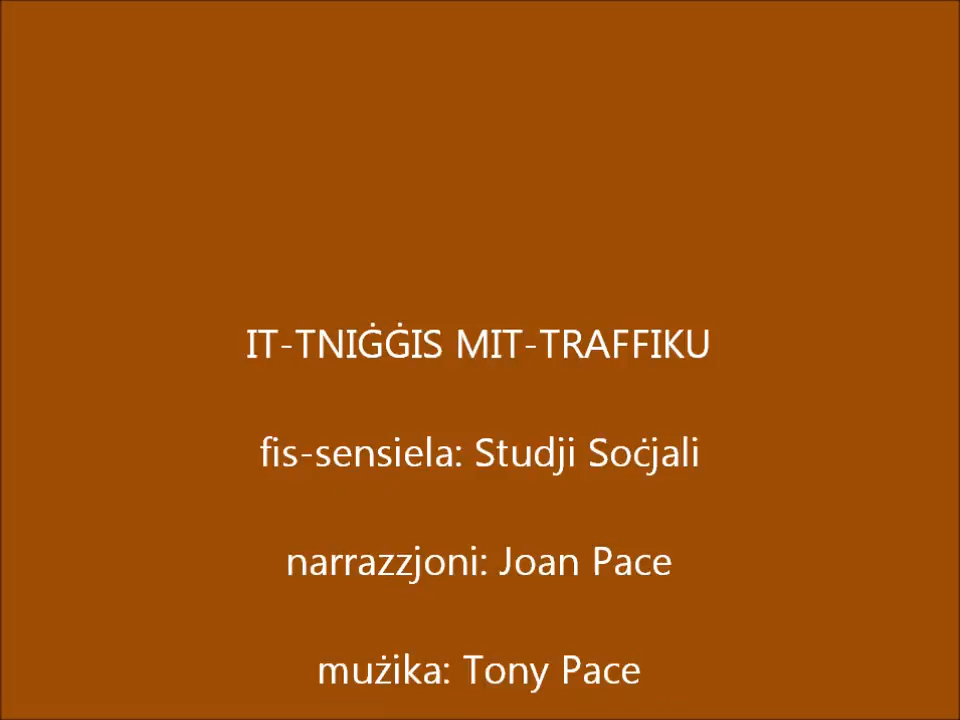 IT-TNIĠĠIS MIT-TRAFFIKU
fis-sensiela: Studji Soċjali
narrazzjoni: Joan Pace
mużika: Tony Pace